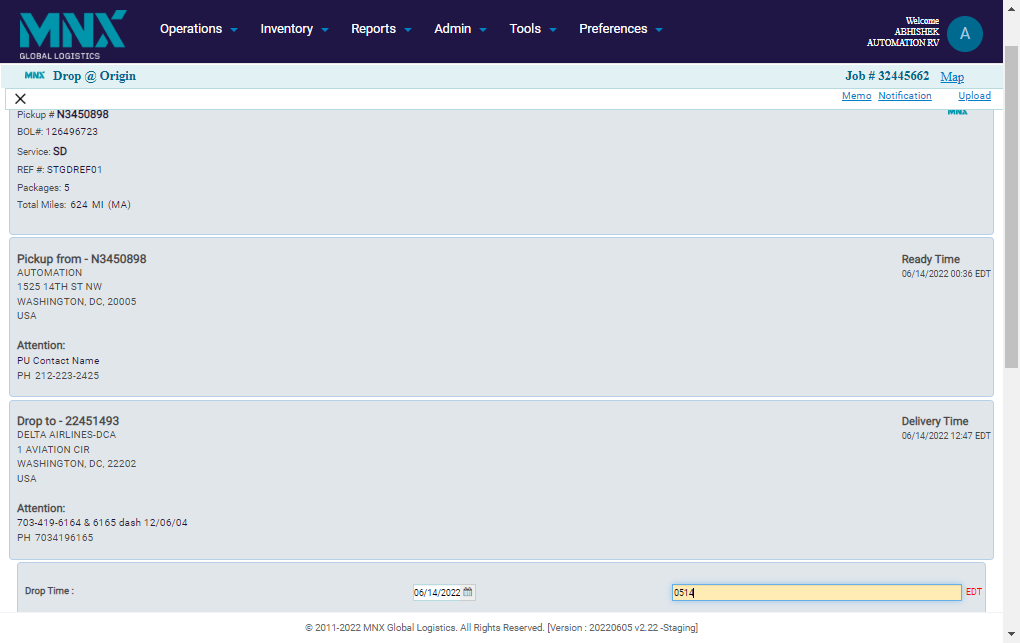 MNX
GLOBAL LOGISTICS
Operations Inventory Reports Admin Tools Preferences
Welcome
ABHISHEK
AUTOMATION RV
A
MNX Drop @ Origin
Job # 32445662 Map
Memo Notification Upload
MNX
Pickup # N3450898
BOL#: 126496723
Service: SD
REF #: STGDREF01
Packages: 5
Total Miles: 624 MI (MA)
Pickup from - N3450898
AUTOMATION
1525 14TH ST NW
WASHINGTON, DC, 20005
USA
Attention:
PU Contact Name
PH 212-223-2425
Ready Time
06/14/2022 00:36 EDT
Drop to - 22451493
DELTA AIRLINES-DCA
1 AVIATION CIR
WASHINGTON, DC, 22202
USA
Attention:
703-419-6164 & 6165 dash 12/06/04
PH 7034196165
Delivery Time
06/14/2022 12:47 EDT
Drop Time : 06/14/2022 0514 EDT
© 2011-2022 MNX Global Logistics. All Rights Reserved. [Version : 20220605 v2.22 -Staging]